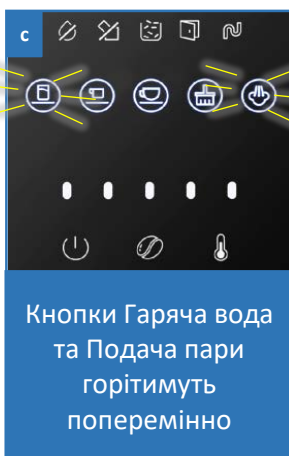 c
Кнопки Гаряча вода
та Подача пари
горітимуть
поперемінно